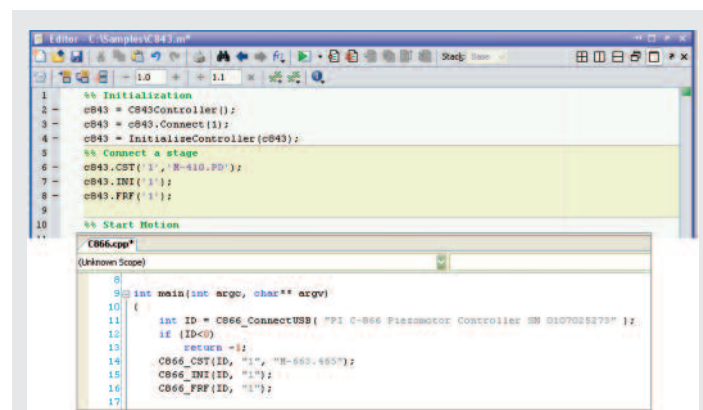 Editor - C:\Samples\C843.m*
Stack: Base
1.0 1.1
1 %% Initialization
2 - c843 = C843Controller();
3 - c843 = c843.Connect(1);
4 - c843 = InitializeController(c843);
5 %% Connect a stage
6 - c843.CST('1','M-410.PD');
7 - c843.INI('1');
8 - c843.FRF('1');
9
10 %% Start Motion
C866.cpp*
(Unknown Scope)
8
9 int main(int argc, char** argv)
10 {
11 int ID = C866_ConnectUSB( "PI C-866 Piezomotor Controller SN 0107025273" );
12 if (ID<0)
13 return -1;
14 C866_CST(ID, "1", "M-663.465");
15 C866_INI(ID, "1");
16 C866_FRF(ID, "1");
17